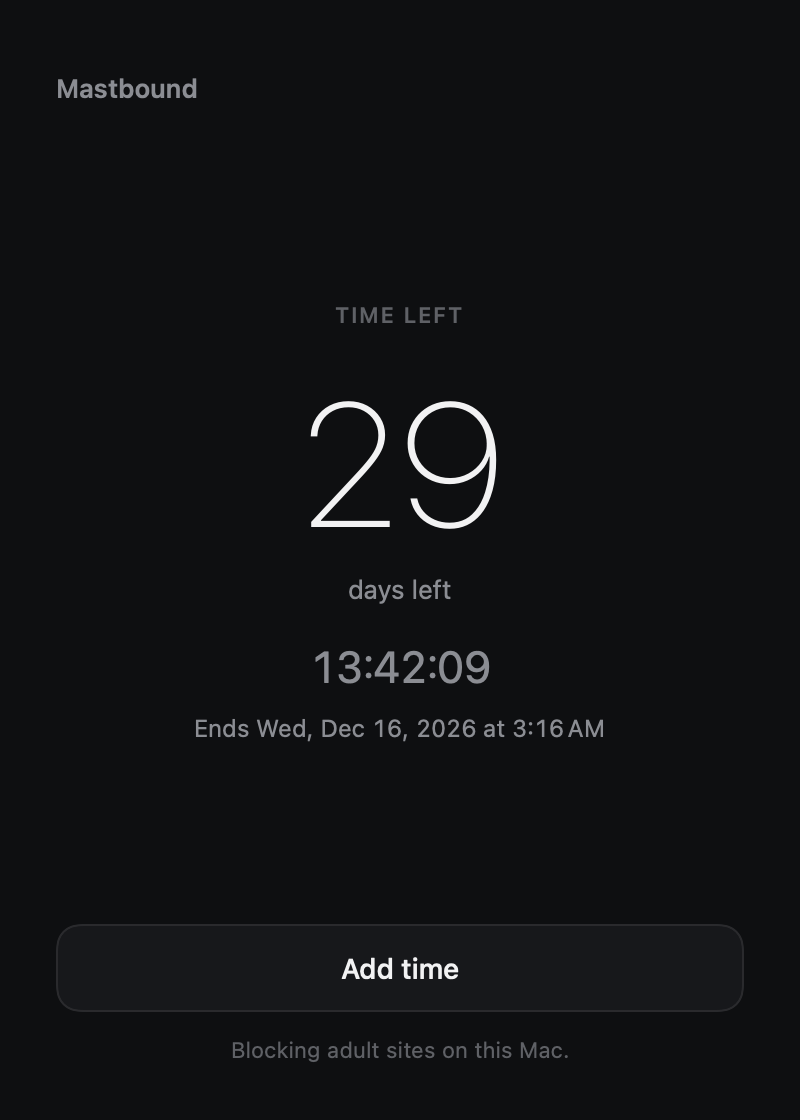 Mastbound
TIME LEFT
29
days left
13:42:09
Ends Wed, Dec 16, 2026 at 3:16 AM
Add time
Blocking adult sites on this Mac.